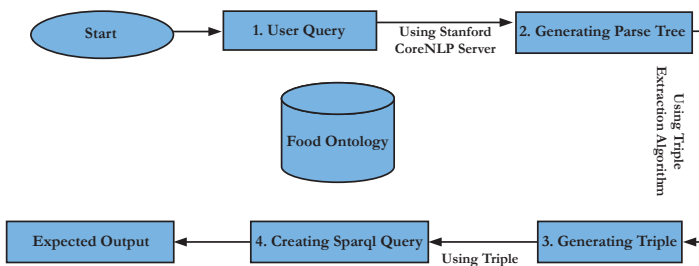 Start
1. User Query
Using Stanford
CoreNLP Server
2. Generating Parse Tree
Using Triple
Extraction Algorithm
Food Ontology
3. Generating Triple
Using Triple
4. Creating Sparql Query
Expected Output